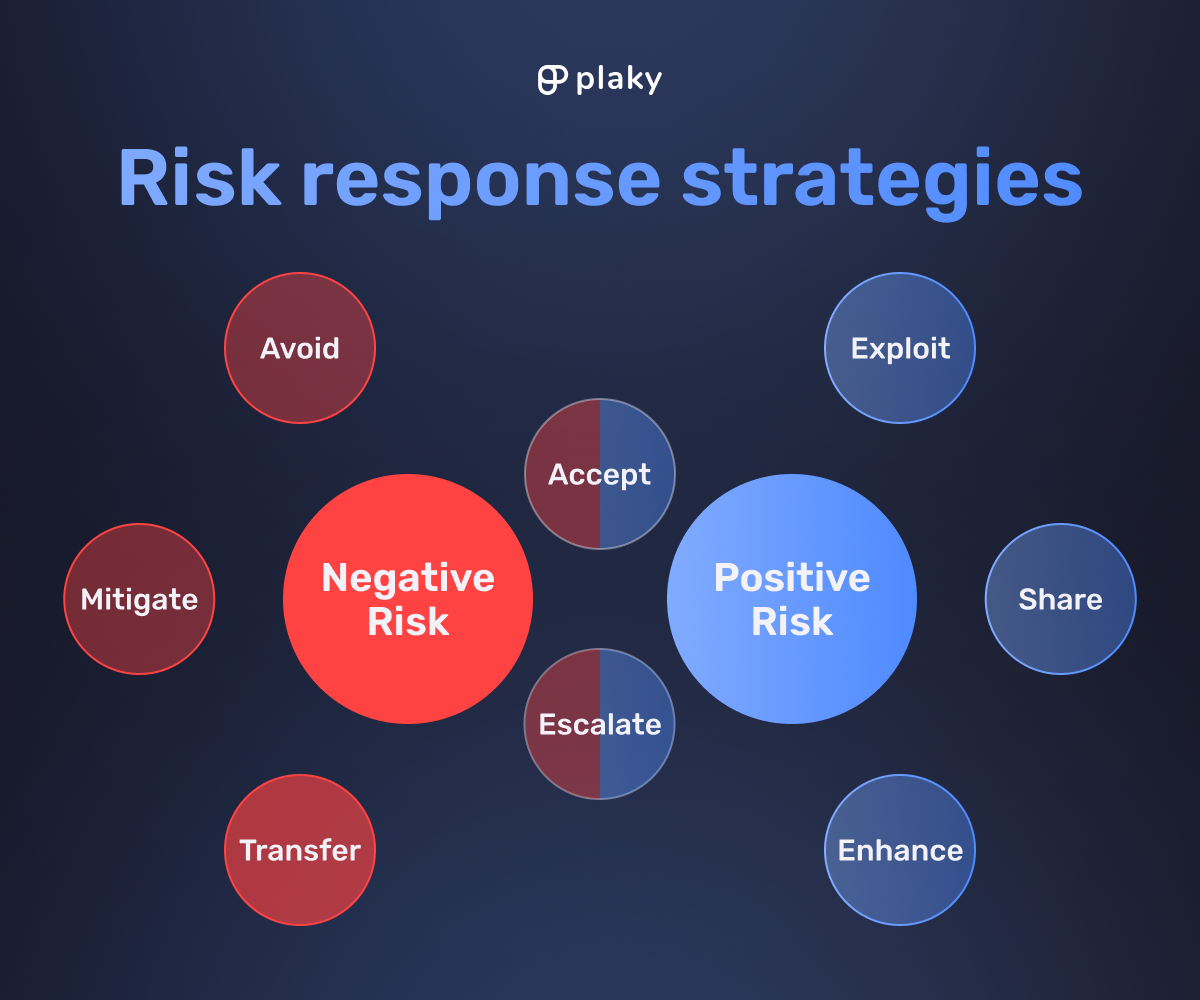 plaky
Risk response strategies
Avoid
Exploit
Accept
Negative
Risk
Positive
Risk
Mitigate
Share
Escalate
Transfer
Enhance